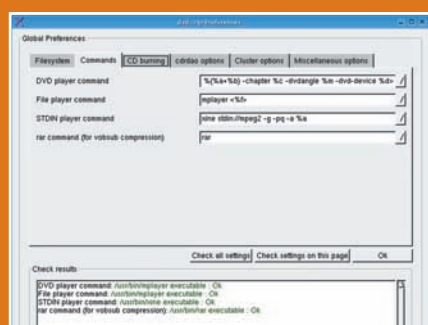 dvd::rip Preferences
Global Preferences
Filesystem Commands CD burning cdrdao options Cluster options Miscellaneous options
DVD player command %(%a+%b) -chapter %c -dvdangle %m -dvd-device %d>
File player command mplayer <%f>
STDIN player command xine stdin://mpeg2 -g -pq -a %a
rar command (for vobsub compression) rar
Check all settings Check settings on this page Ok
Check results
DVD player command: /usr/bin/mplayer executable : Ok
File player command: /usr/bin/mplayer executable : Ok
STDIN player command: /usr/bin/xine executable : Ok
rar command (for vobsub compression): /usr/bin/rar executable : Ok